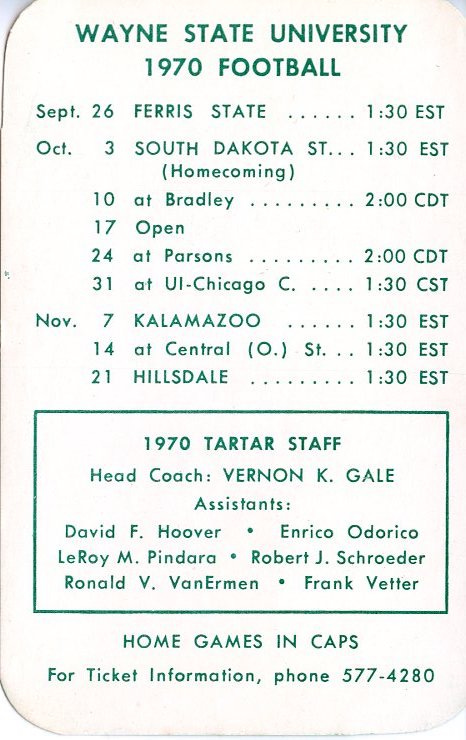 WAYNE STATE UNIVERSITY
1970 FOOTBALL
Sept. 26 FERRIS STATE ...... 1:30 EST
Oct. 3 SOUTH DAKOTA ST... 1:30 EST
(Homecoming)
10 at Bradley ......... 2:00 CDT
17 Open
24 at Parsons ......... 2:00 CDT
31 at UI-Chicago C. .... 1:30 CST
Nov. 7 KALAMAZOO ...... 1:30 EST
14 at Central (O.) St. .. 1:30 EST
21 HILLSDALE ......... 1:30 EST
1970 TARTAR STAFF
Head Coach: VERNON K. GALE
Assistants:
David F. Hoover • Enrico Odorico
LeRoy M. Pindara • Robert J. Schroeder
Ronald V. VanErmen • Frank Vetter
HOME GAMES IN CAPS
For Ticket Information, phone 577-4280